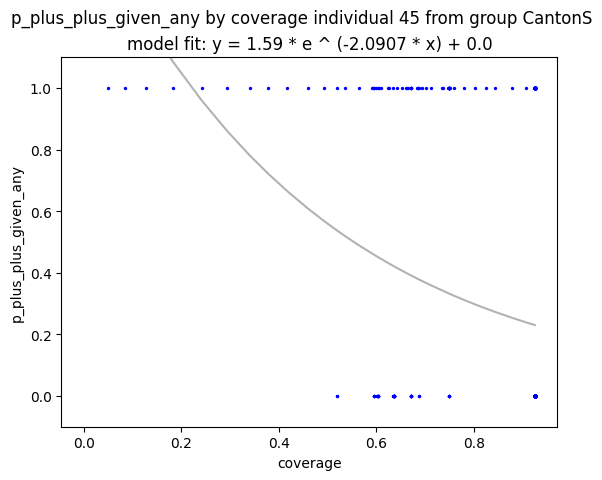 p_plus_plus_given_any by coverage individual 45 from group CantonS
model fit: y = 1.59 * e ^ (-2.0907 * x) + 0.0
1.0
0.8
0.6
0.4
0.2
0.0
p_plus_plus_given_any
0.0 0.2 0.4 0.6 0.8
coverage